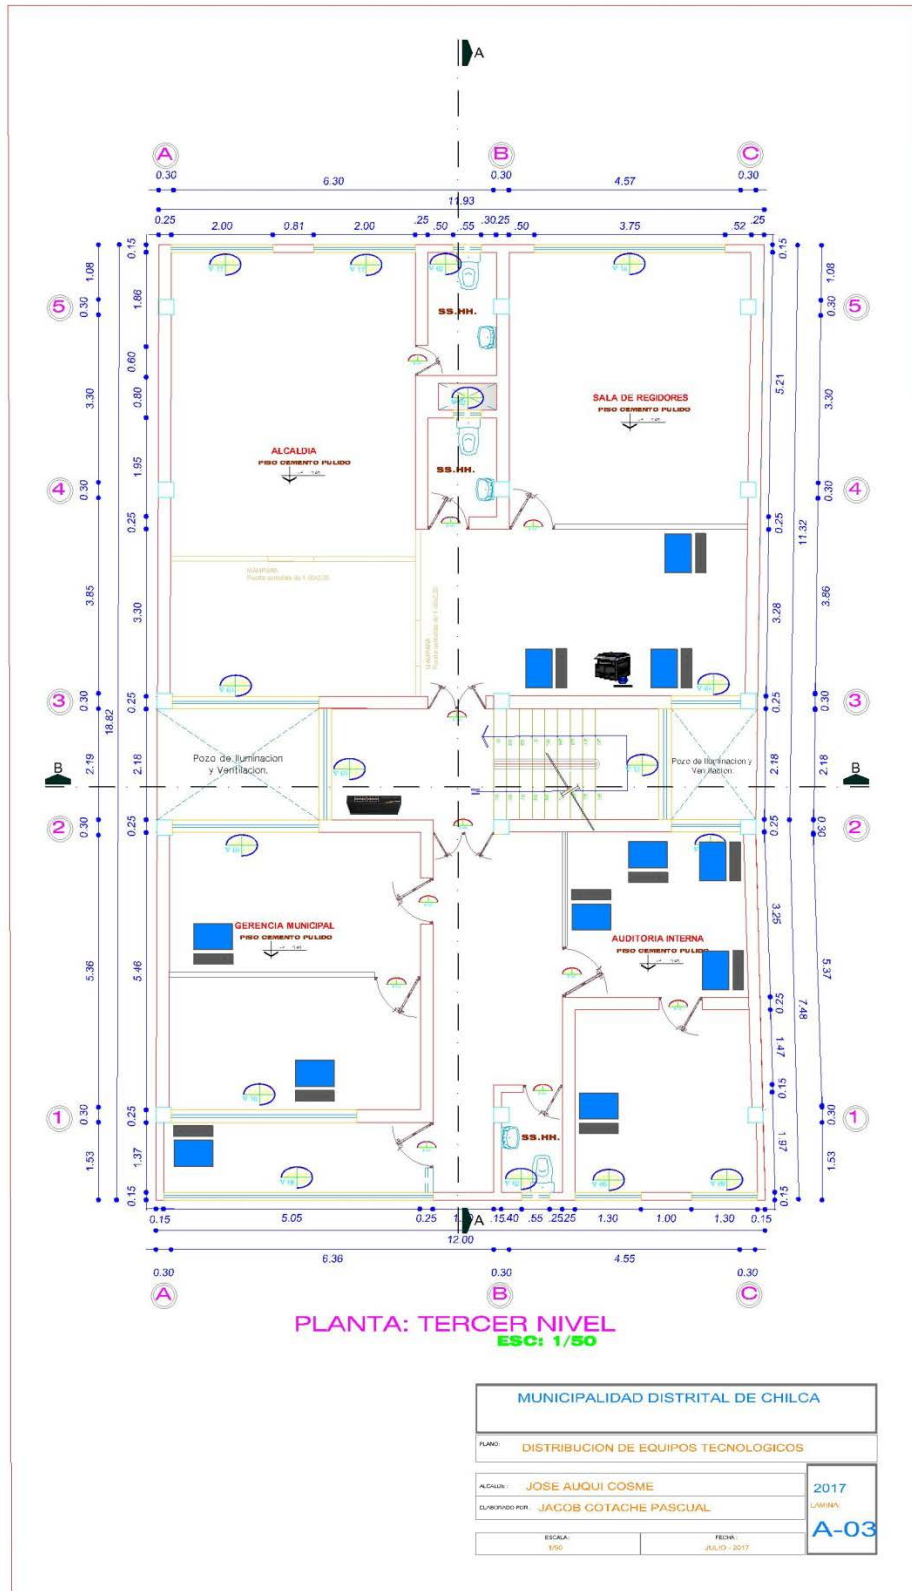 A
A
B
C
0.30
6.30
0.30
4.57
0.30
11.93
0.25
2.00
0.81
2.00
.25
.50
.55
.30
.25
.50
3.75
.52
.25
5
4
3
2
1
1.08
0.30
3.30
0.30
3.85
0.30
2.19
0.30
5.36
0.30
1.53
18.82
0.15
1.86
0.60
0.80
1.95
0.25
3.30
0.25
2.18
0.25
5.46
0.25
1.37
0.15
SS.HH.
SALA DE REGIDORES
PISO CEMENTO PULIDO
ALCALDIA
PISO CEMENTO PULIDO
SS.HH.
MAMPARA
MAMPARA
Pozo de Iluminacion
y Ventilacion.
Pozo de Iluminacion y
Ventilacion.
B
B
GERENCIA MUNICIPAL
PISO CEMENTO PULIDO
AUDITORIA INTERNA
PISO CEMENTO PULIDO
SS.HH.
0.15
5.21
0.25
3.28
0.25
2.18
0.25
3.25
0.25
1.47
0.15
1.97
0.15
11.32
7.48
1.08
0.30
3.30
0.30
3.86
0.30
2.18
0.30
5.37
0.30
1.53
5
4
3
2
1
0.15
5.05
0.25
A
.15
.40
.55
.25
.25
1.30
1.00
1.30
0.15
12.00
6.36
4.55
0.30
0.30
0.30
A
B
C
PLANTA: TERCER NIVEL
ESC: 1/50
MUNICIPALIDAD DISTRITAL DE CHILCA
PLANO: DISTRIBUCION DE EQUIPOS TECNOLOGICOS
ALCALDE: JOSE AUQUI COSME
ELABORADO POR: JACOB COTACHE PASCUAL
2017
LAMINA:
A-03
ESCALA:
1/50
FECHA:
JULIO - 2017